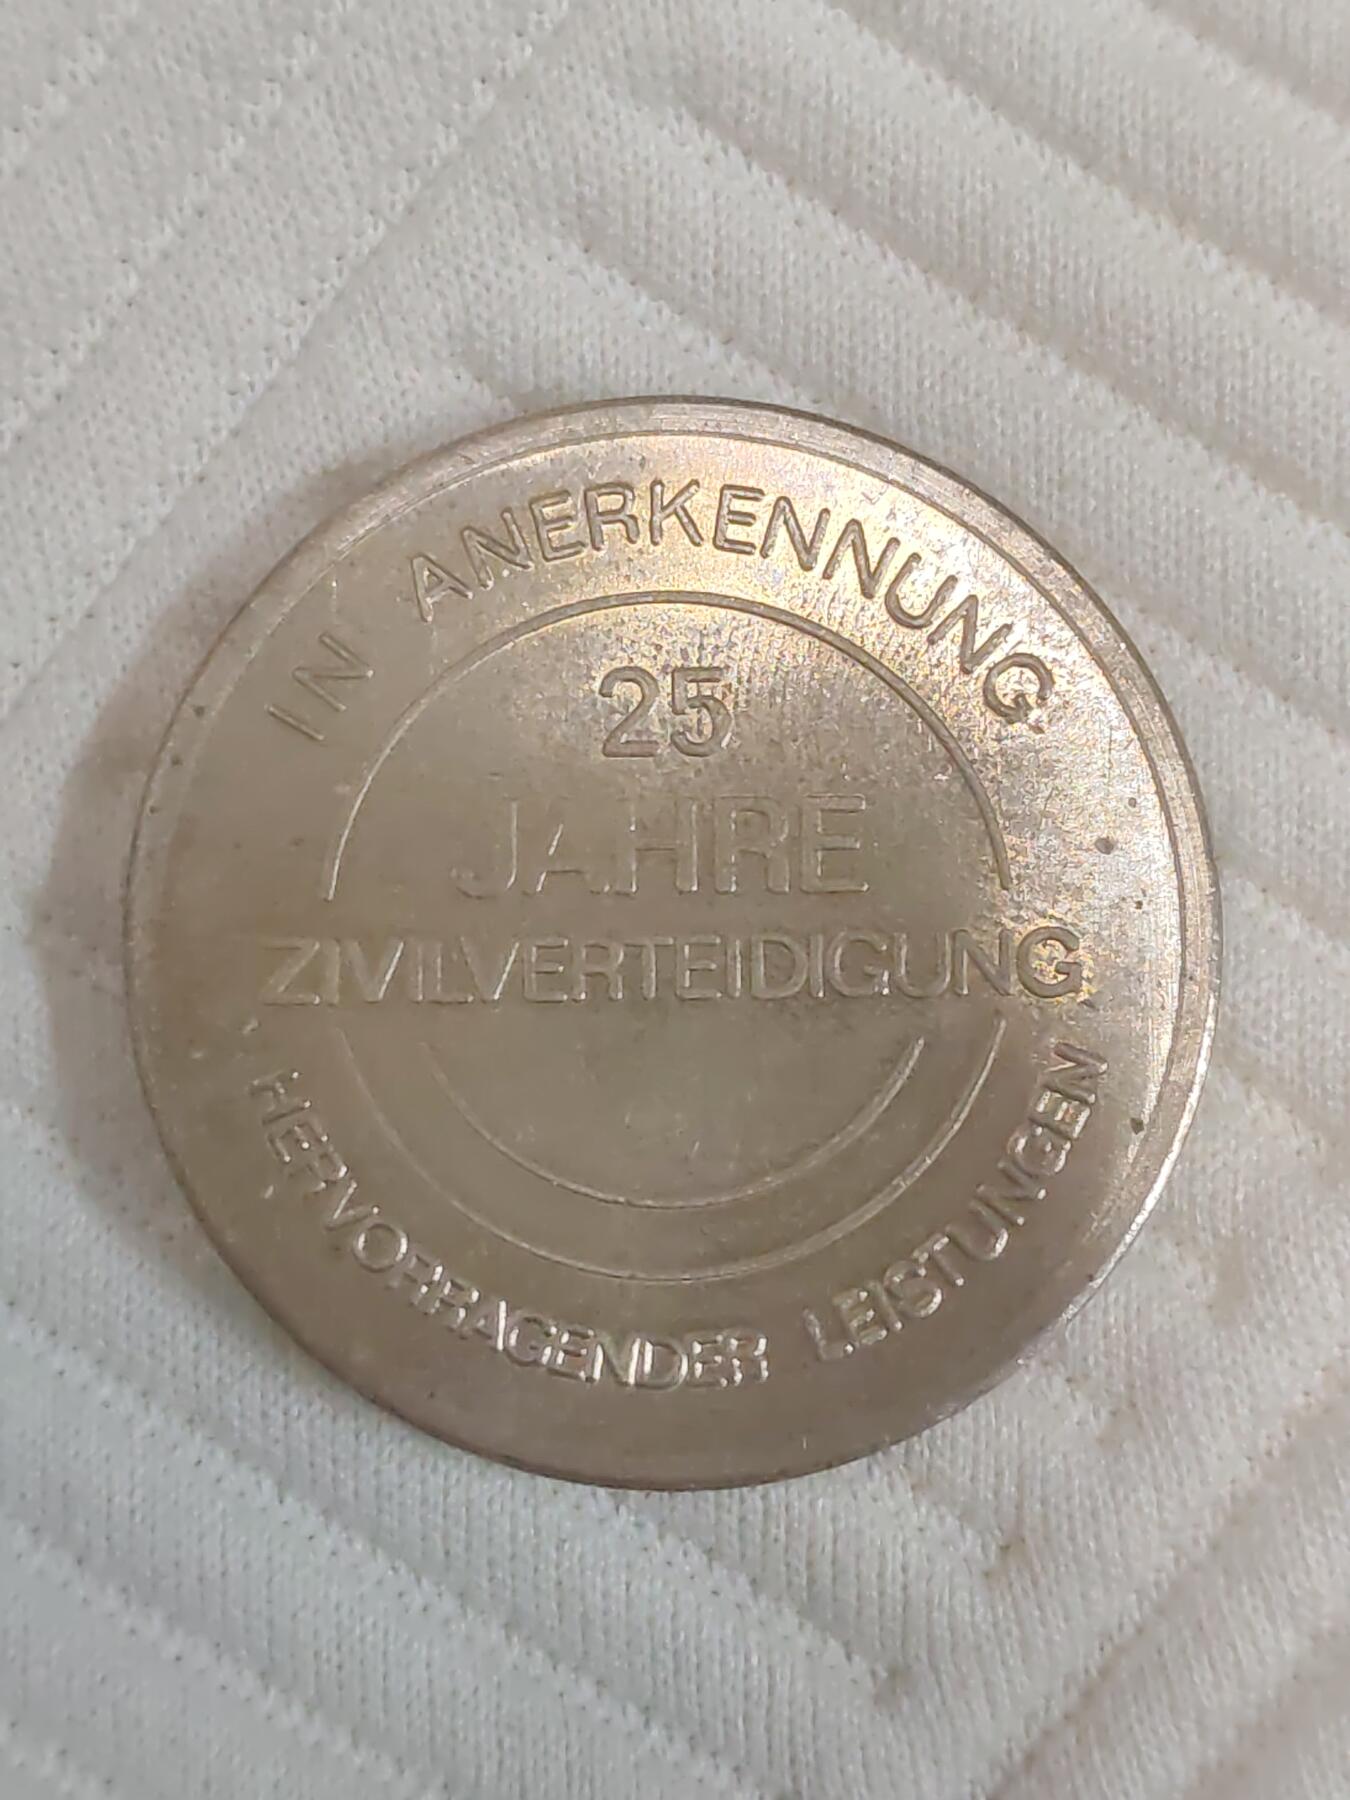 IN ANERKENNUNG
25
JAHRE
ZIVILVERTEIDIGUNG
HERVORRAGENDER LEISTUNGEN